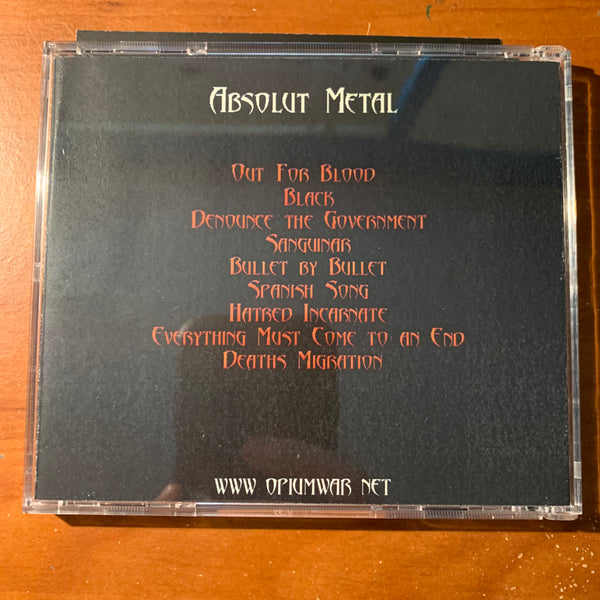 Absolut Metal
Out For Blood
Black
Denounce the Government
Sanguinar
Bullet by Bullet
Spanish Song
Hatred Incarnate
Everything Must Come to an End
Deaths Migration
www opiumwar net